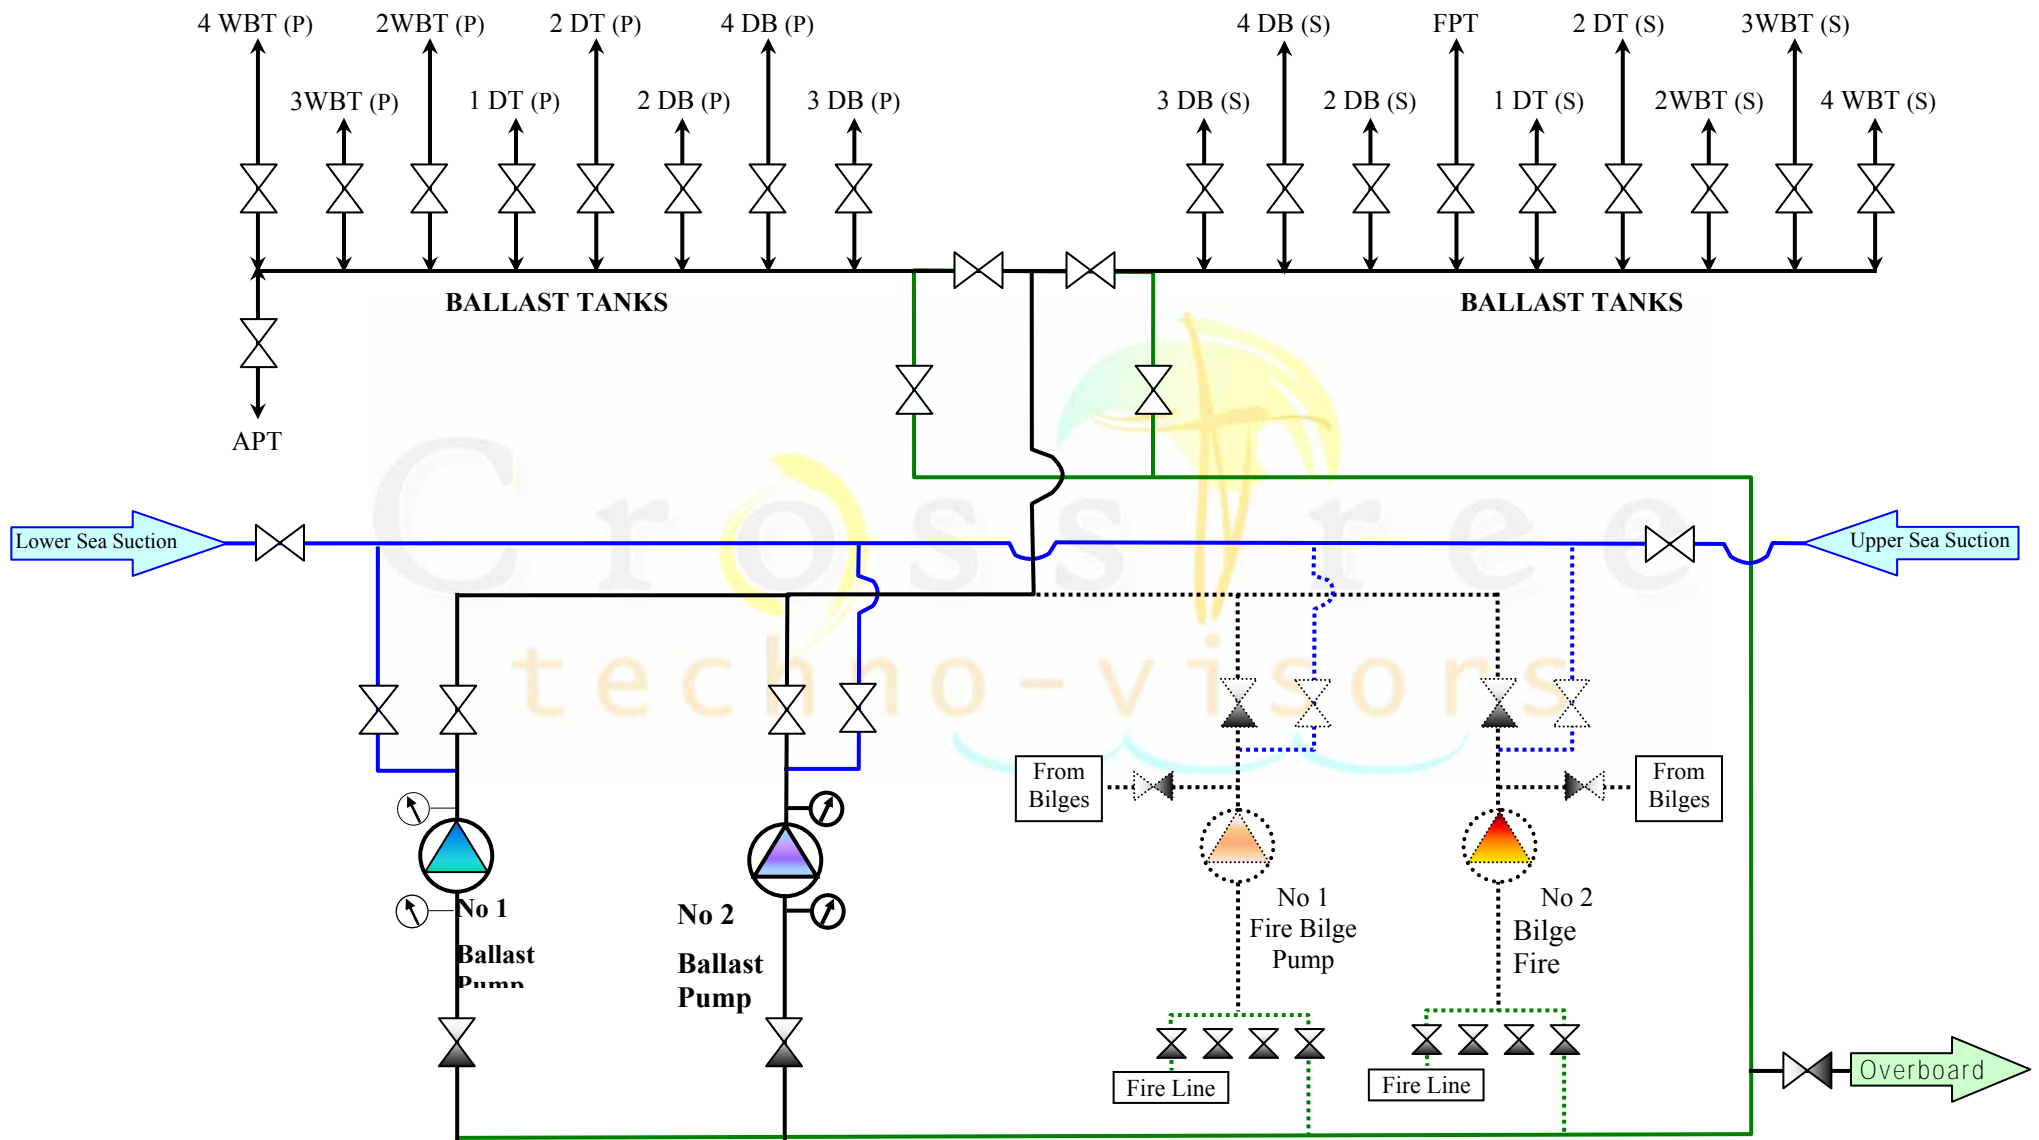 4 WBT (P)
2WBT (P)
2 DT (P)
4 DB (P)
4 DB (S)
FPT
2 DT (S)
3WBT (S)
3WBT (P)
1 DT (P)
2 DB (P)
3 DB (P)
3 DB (S)
2 DB (S)
1 DT (S)
2WBT (S)
4 WBT (S)
BALLAST TANKS
BALLAST TANKS
APT
CrossTree
techno-visors
Lower Sea Suction
Upper Sea Suction
From
Bilges
From
Bilges
No 1
Ballast
Pump
No 2
Ballast
Pump
No 1
Fire Bilge
Pump
No 2
Bilge
Fire
Fire Line
Fire Line
Overboard